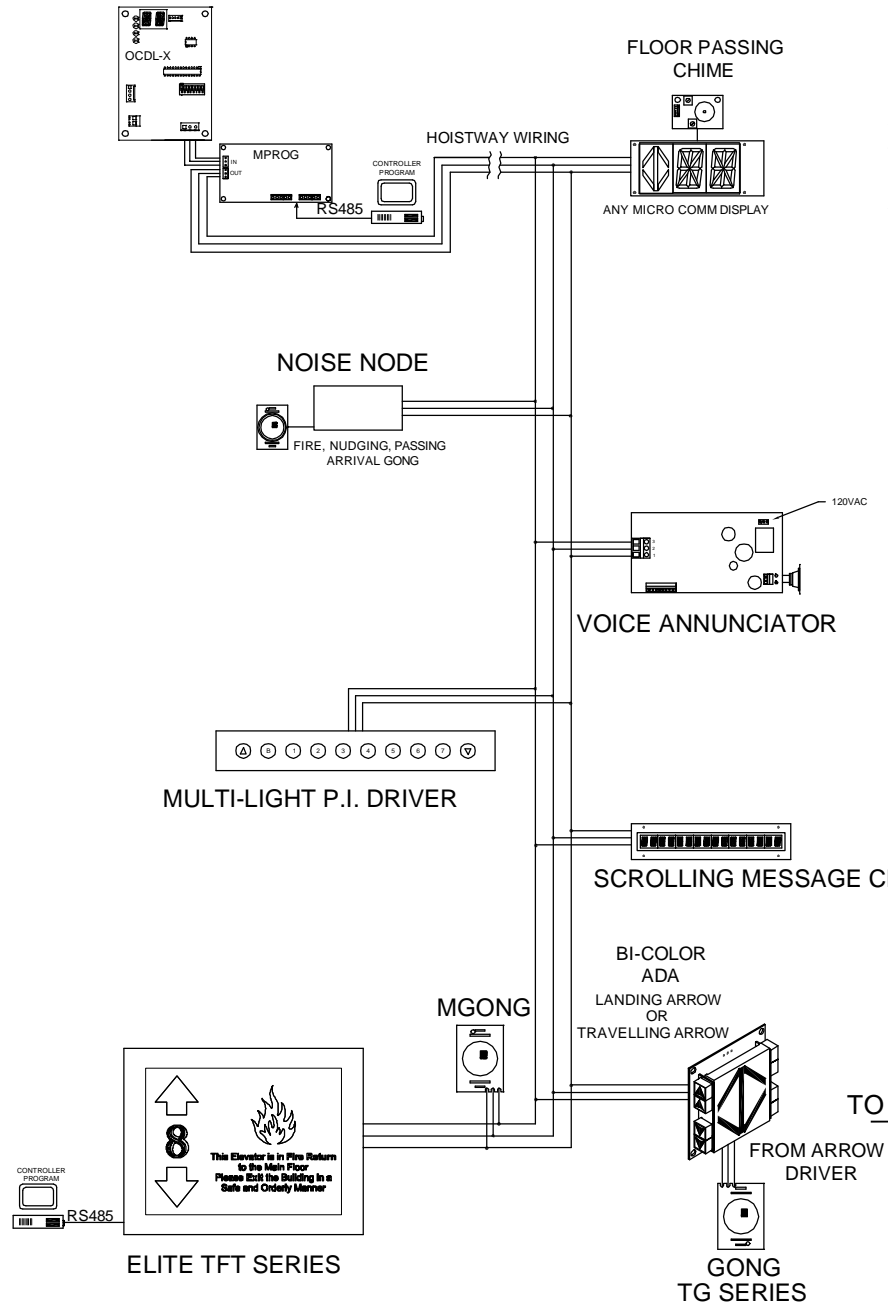 OCDL-X
FLOOR PASSING
CHIME
MPROG
IN
OUT
HOISTWAY WIRING
CONTROLLER
PROGRAM
RS485
ANY MICRO COMM DISPLAY
NOISE NODE
FIRE, NUDGING, PASSING
ARRIVAL GONG
120VAC
3
2
1
VOICE ANNUNCIATOR
B 1 2 3 4 5 6 7
MULTI-LIGHT P.I. DRIVER
SCROLLING MESSAGE
BI-COLOR
ADA
LANDING ARROW
OR
TRAVELLING ARROW
MGONG
TO
FROM ARROW
DRIVER
8
This Elevator is in Fire Return
to the Main Floor
Please Exit the Building in a
Safe and Orderly Manner
CONTROLLER
PROGRAM
RS485
ELITE TFT SERIES
GONG
TG SERIES